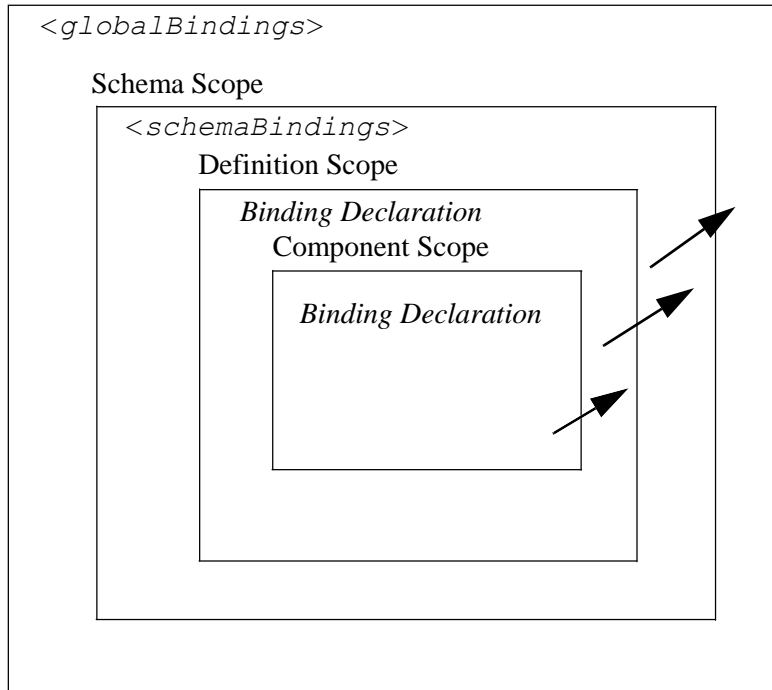 <globalBindings>
Schema Scope
<schemaBindings>
Definition Scope
Binding Declaration
Component Scope
Binding Declaration